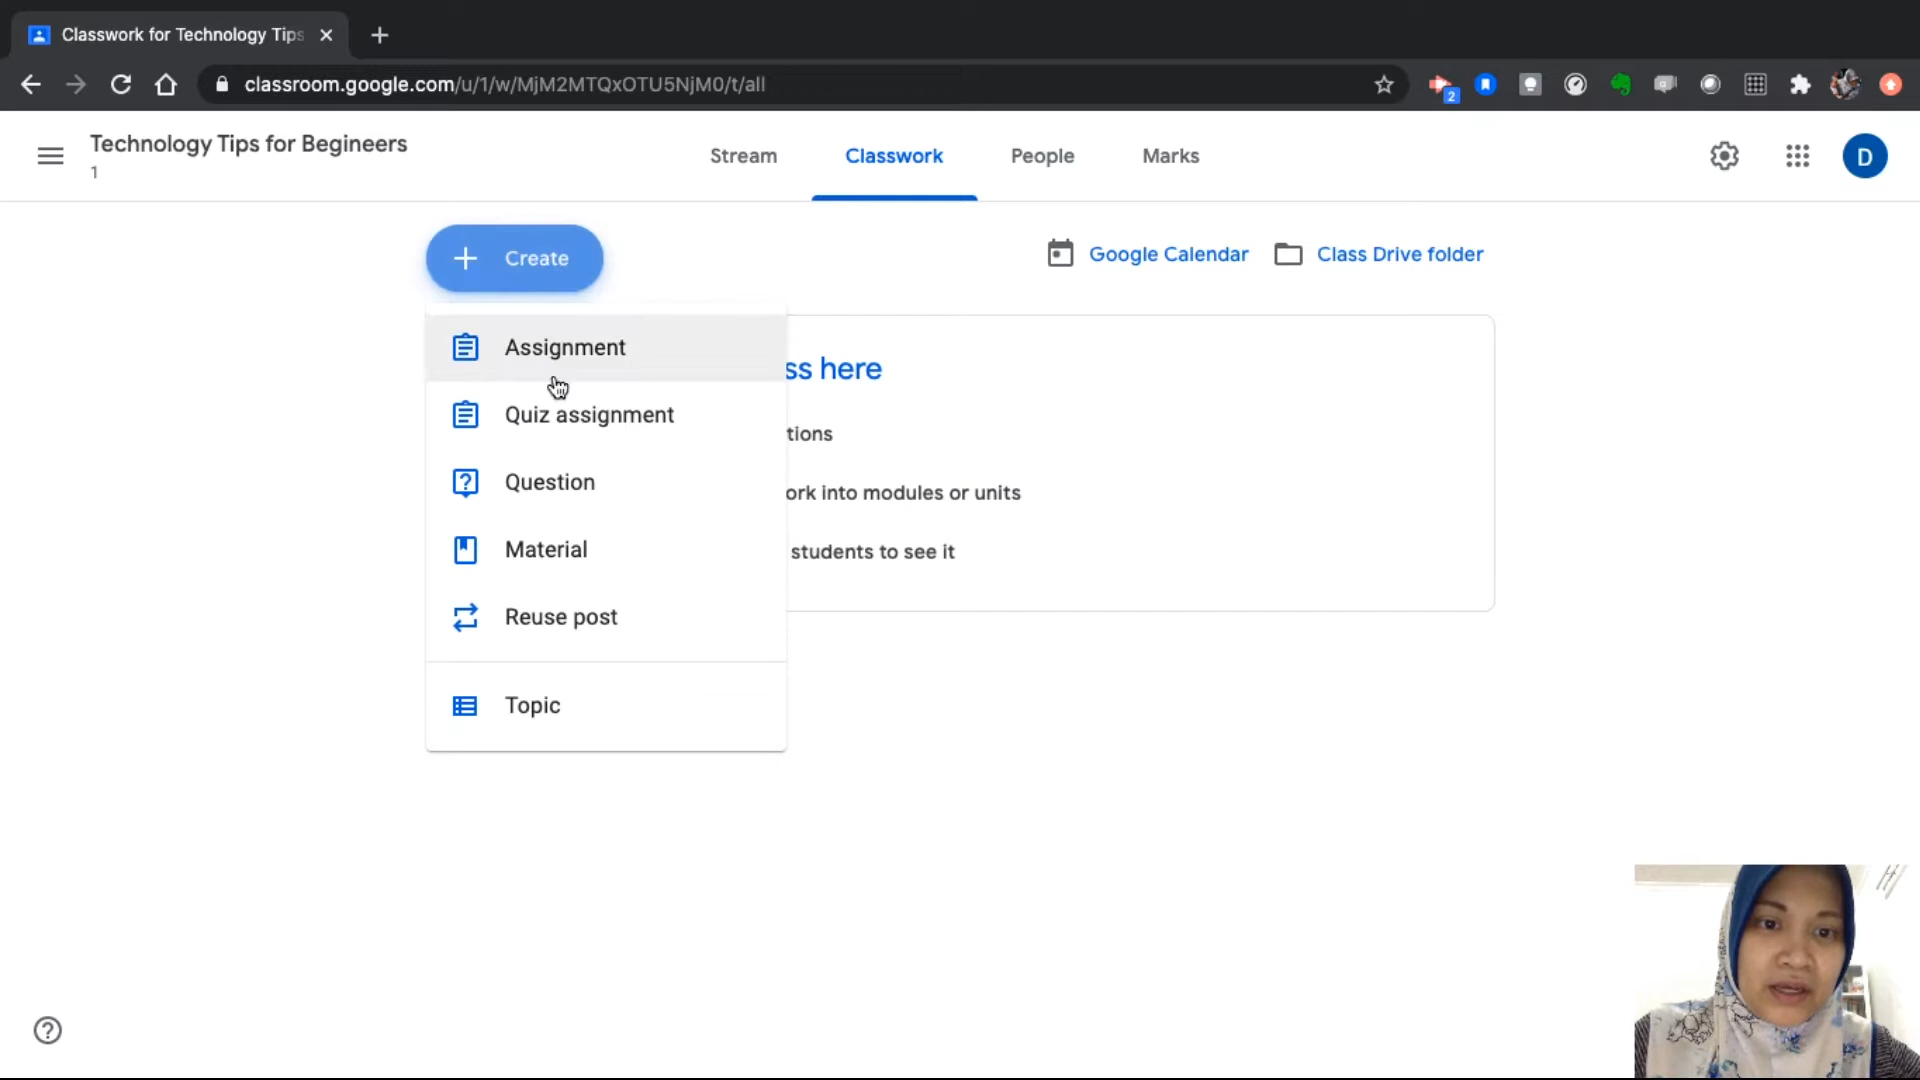 Classwork for Technology Tips
classroom.google.com/u/1/w/MjM2MTQxOTU5NjM0/t/all
2
Technology Tips for Begineers
1
Stream
Classwork
People
Marks
D
Create
Google Calendar
Class Drive folder
Assignment
ss here
Quiz assignment
tions
Question
ork into modules or units
Material
students to see it
Reuse post
Topic